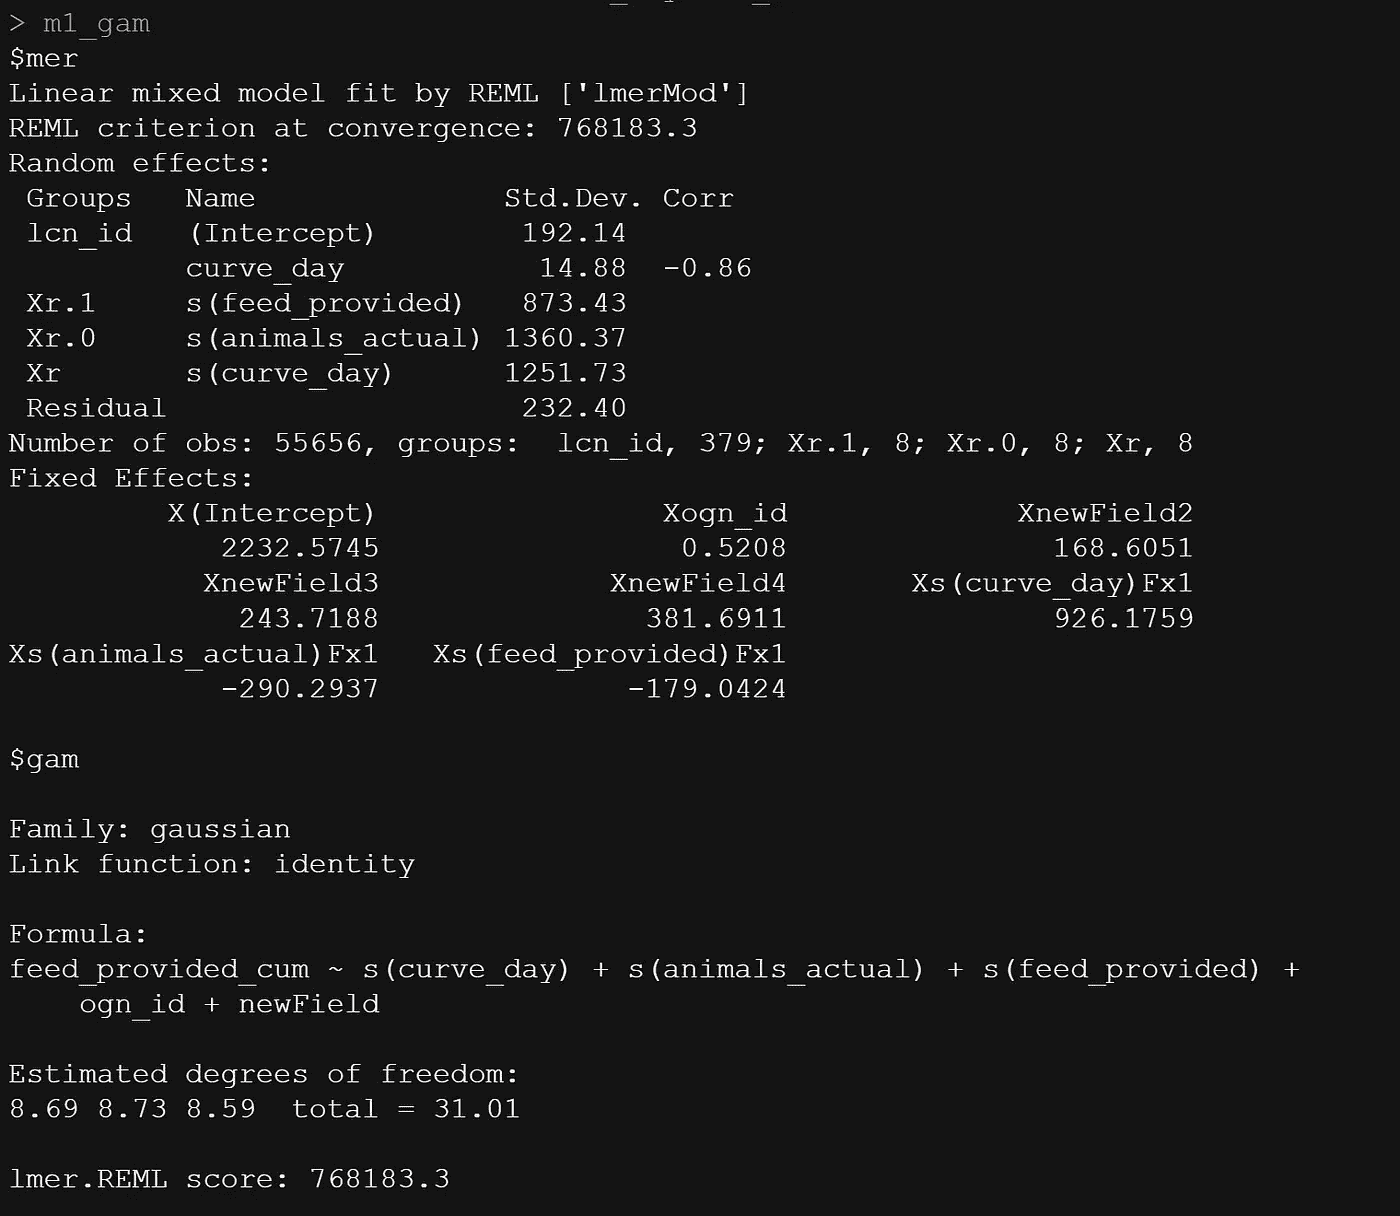 > m1_gam
$mer
Linear mixed model fit by REML ['lmerMod']
REML criterion at convergence: 768183.3
Random effects:
 Groups   Name              Std.Dev. Corr
 lcn_id   (Intercept)        192.14
          curve_day           14.88  -0.86
 Xr.1     s(feed_provided)   873.43
 Xr.0     s(animals_actual) 1360.37
 Xr       s(curve_day)      1251.73
 Residual                    232.40
Number of obs: 55656, groups:  lcn_id, 379; Xr.1, 8; Xr.0, 8; Xr, 8
Fixed Effects:
         X(Intercept)                Xogn_id             XnewField2
            2232.5745                 0.5208               168.6051
           XnewField3             XnewField4       Xs(curve_day)Fx1
             243.7188               381.6911               926.1759
Xs(animals_actual)Fx1   Xs(feed_provided)Fx1
            -290.2937              -179.0424

$gam

Family: gaussian
Link function: identity

Formula:
feed_provided_cum ~ s(curve_day) + s(animals_actual) + s(feed_provided) +
    ogn_id + newField

Estimated degrees of freedom:
8.69 8.73 8.59  total = 31.01

lmer.REML score: 768183.3